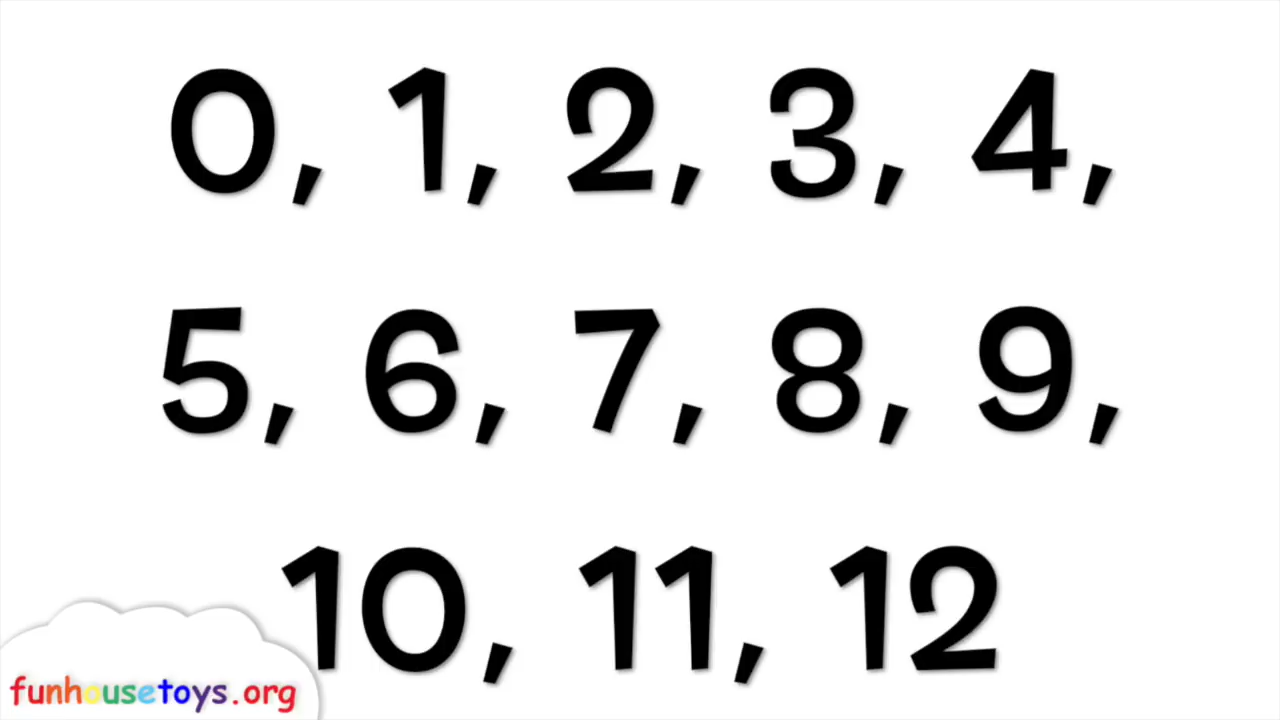 0, 1, 2, 3, 4,
5, 6, 7, 8, 9,
10, 11, 12
funhousetoys.org